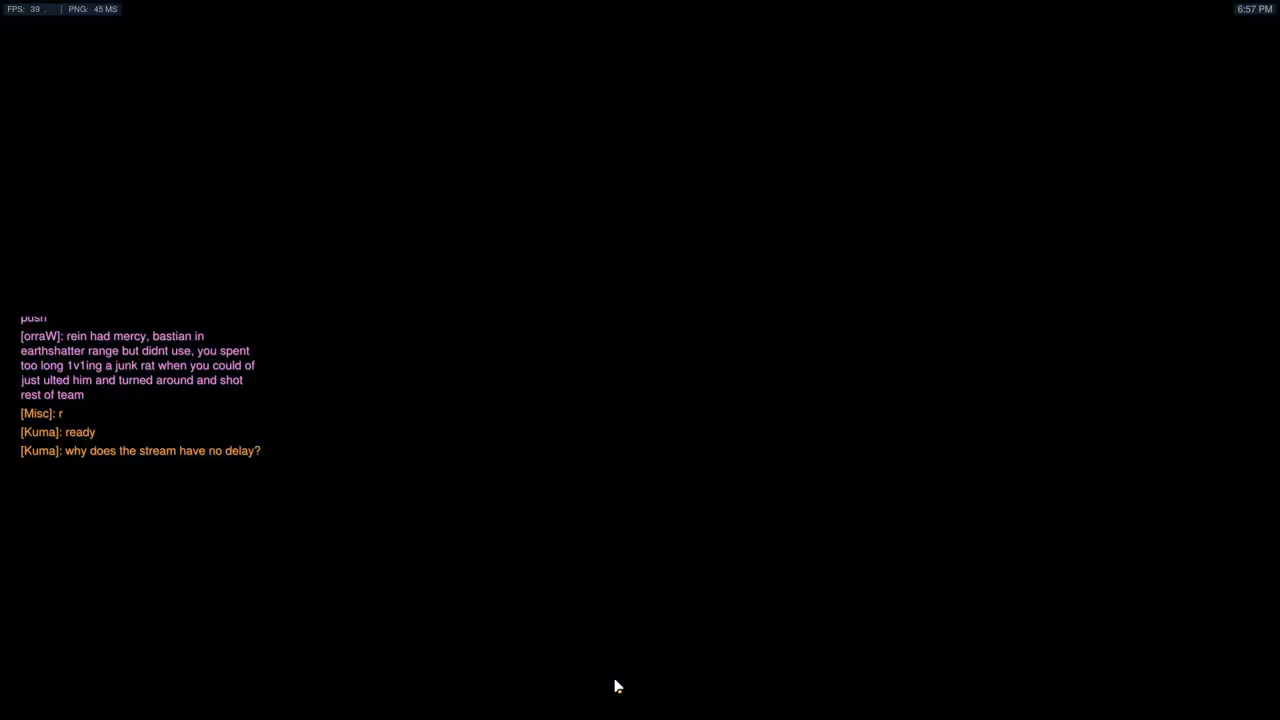 FPS: 39 . | PNG: 45 MS
6:57 PM
push
[orraW]: rein had mercy, bastian in
earthshatter range but didnt use, you spent
too long 1v1ing a junk rat when you could of
just ulted him and turned around and shot
rest of team
[Misc]: r
[Kuma]: ready
[Kuma]: why does the stream have no delay?